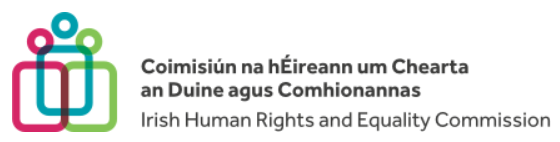 Coimisiún na hÉireann um Chearta
an Duine agus Comhionannas
Irish Human Rights and Equality Commission